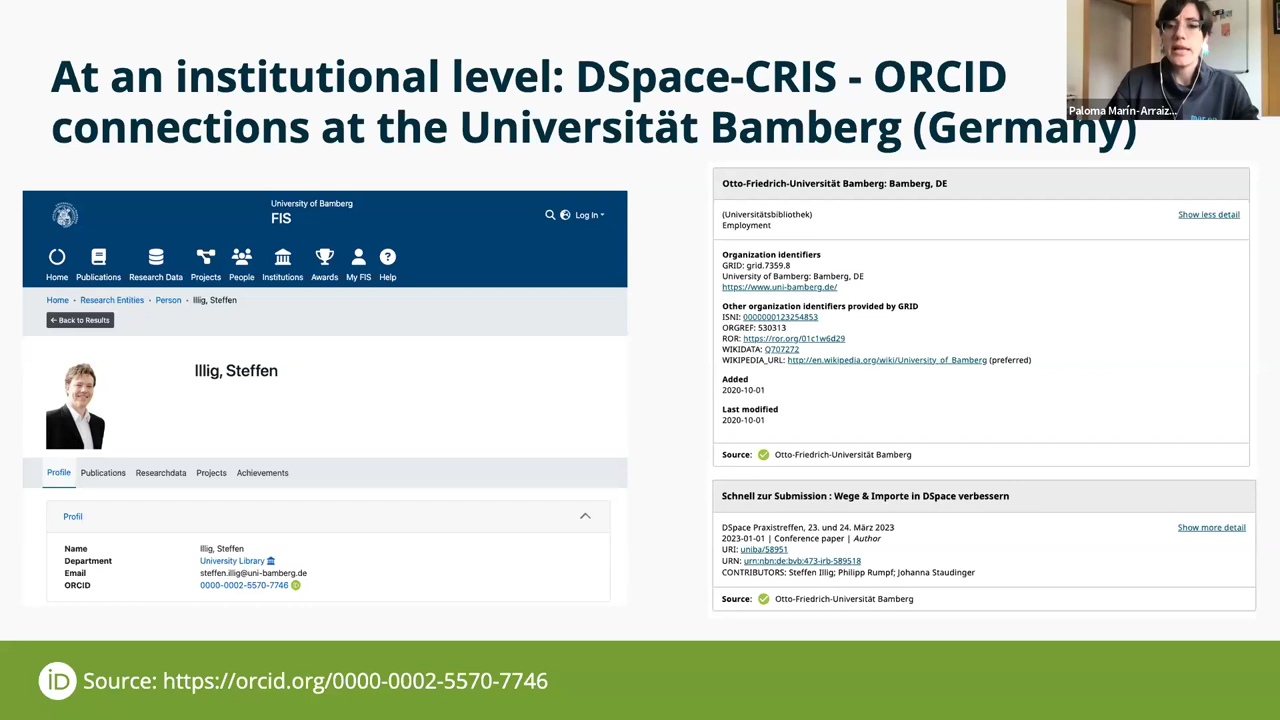 At an institutional level: DSpace-CRIS - ORCID
connections at the Universität Bamberg (Germany)
Paloma Marín-Arraiz...
University of Bamberg
FIS
Log In
Home
Publications
Research Data
Projects
People
Institutions
Awards
My FIS
Help
Home • Research Entities • Person • Illig, Steffen
← Back to Results
Illig, Steffen
Profile
Publications
Researchdata
Projects
Achievements
Profil
Name Illig, Steffen
Department University Library
Email steffen.illig@uni-bamberg.de
ORCID 0000-0002-5570-7746
Otto-Friedrich-Universität Bamberg: Bamberg, DE
(Universitätsbibliothek)
Show less detail
Employment
Organization identifiers
GRID: grid.7359.8
University of Bamberg: Bamberg, DE
https://www.uni-bamberg.de/
Other organization identifiers provided by GRID
ISNI: 0000000123254853
ORGREF: 530313
ROR: https://ror.org/01c1w6d29
WIKIDATA: Q707272
WIKIPEDIA_URL: http://en.wikipedia.org/wiki/University_of_Bamberg (preferred)
Added
2020-10-01
Last modified
2020-10-01
Source: Otto-Friedrich-Universität Bamberg
Schnell zur Submission : Wege & Importe in DSpace verbessern
DSpace Praxistreffen, 23. und 24. März 2023
Show more detail
2023-01-01 | Conference paper | Author
URI: uniba/58951
URN: urn:nbn:de:bvb:473-irb-589518
CONTRIBUTORS: Steffen Illig; Philipp Rumpf; Johanna Staudinger
Source: Otto-Friedrich-Universität Bamberg
iD Source: https://orcid.org/0000-0002-5570-7746